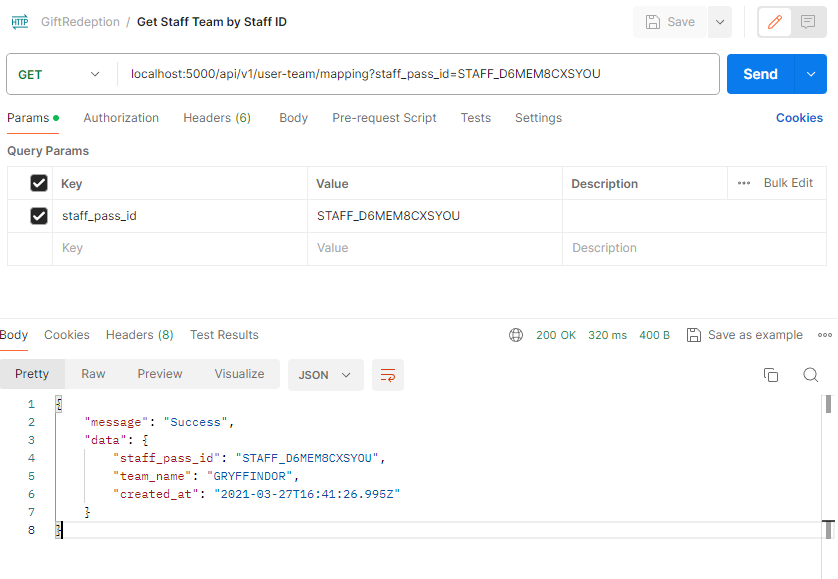 HTTP GiftRedeption / Get Staff Team by Staff ID Save
GET localhost:5000/api/v1/user-team/mapping?staff_pass_id=STAFF_D6MEM8CXSYOU Send
Params Authorization Headers (6) Body Pre-request Script Tests Settings Cookies
Query Params
Key Value Description Bulk Edit
staff_pass_id STAFF_D6MEM8CXSYOU
Key Value Description
Body Cookies Headers (8) Test Results 200 OK 320 ms 400 B Save as example
Pretty Raw Preview Visualize JSON
1 {
2 "message": "Success",
3 "data": {
4 "staff_pass_id": "STAFF_D6MEM8CXSYOU",
5 "team_name": "GRYFFINDOR",
6 "created_at": "2021-03-27T16:41:26.995Z"
7 }
8 }